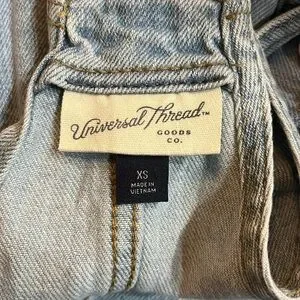 Universal Thread™
GOODS
CO.
XS
MADE IN
VIETNAM